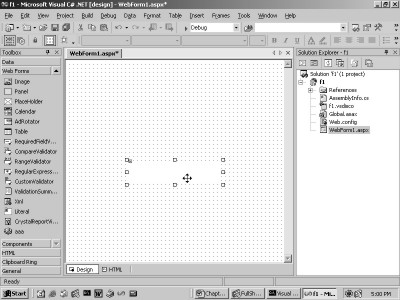 f1 - Microsoft Visual C# .NET [design] - WebForm1.aspx*
File Edit View Project Build Debug Data Format Table Insert Frames Tools Window Help
Debug
Toolbox
Data
Web Forms
Image
Panel
PlaceHolder
Calendar
AdRotator
Table
RequiredFieldV...
CompareValidator
RangeValidator
RegularExpress...
CustomValidator
ValidationSumm...
Xml
Literal
CrystalReportV...
aaa
Components
HTML
Clipboard Ring
General
WebForm1.aspx*
Design
HTML
Solution Explorer - f1
Solution 'f1' (1 project)
f1
References
AssemblyInfo.cs
f1.vsdisco
Global.asax
Web.config
WebForm1.aspx
Ready
Start
Chapt...
FullSh...
Visual ...
f1 - Mi...
5:00 PM